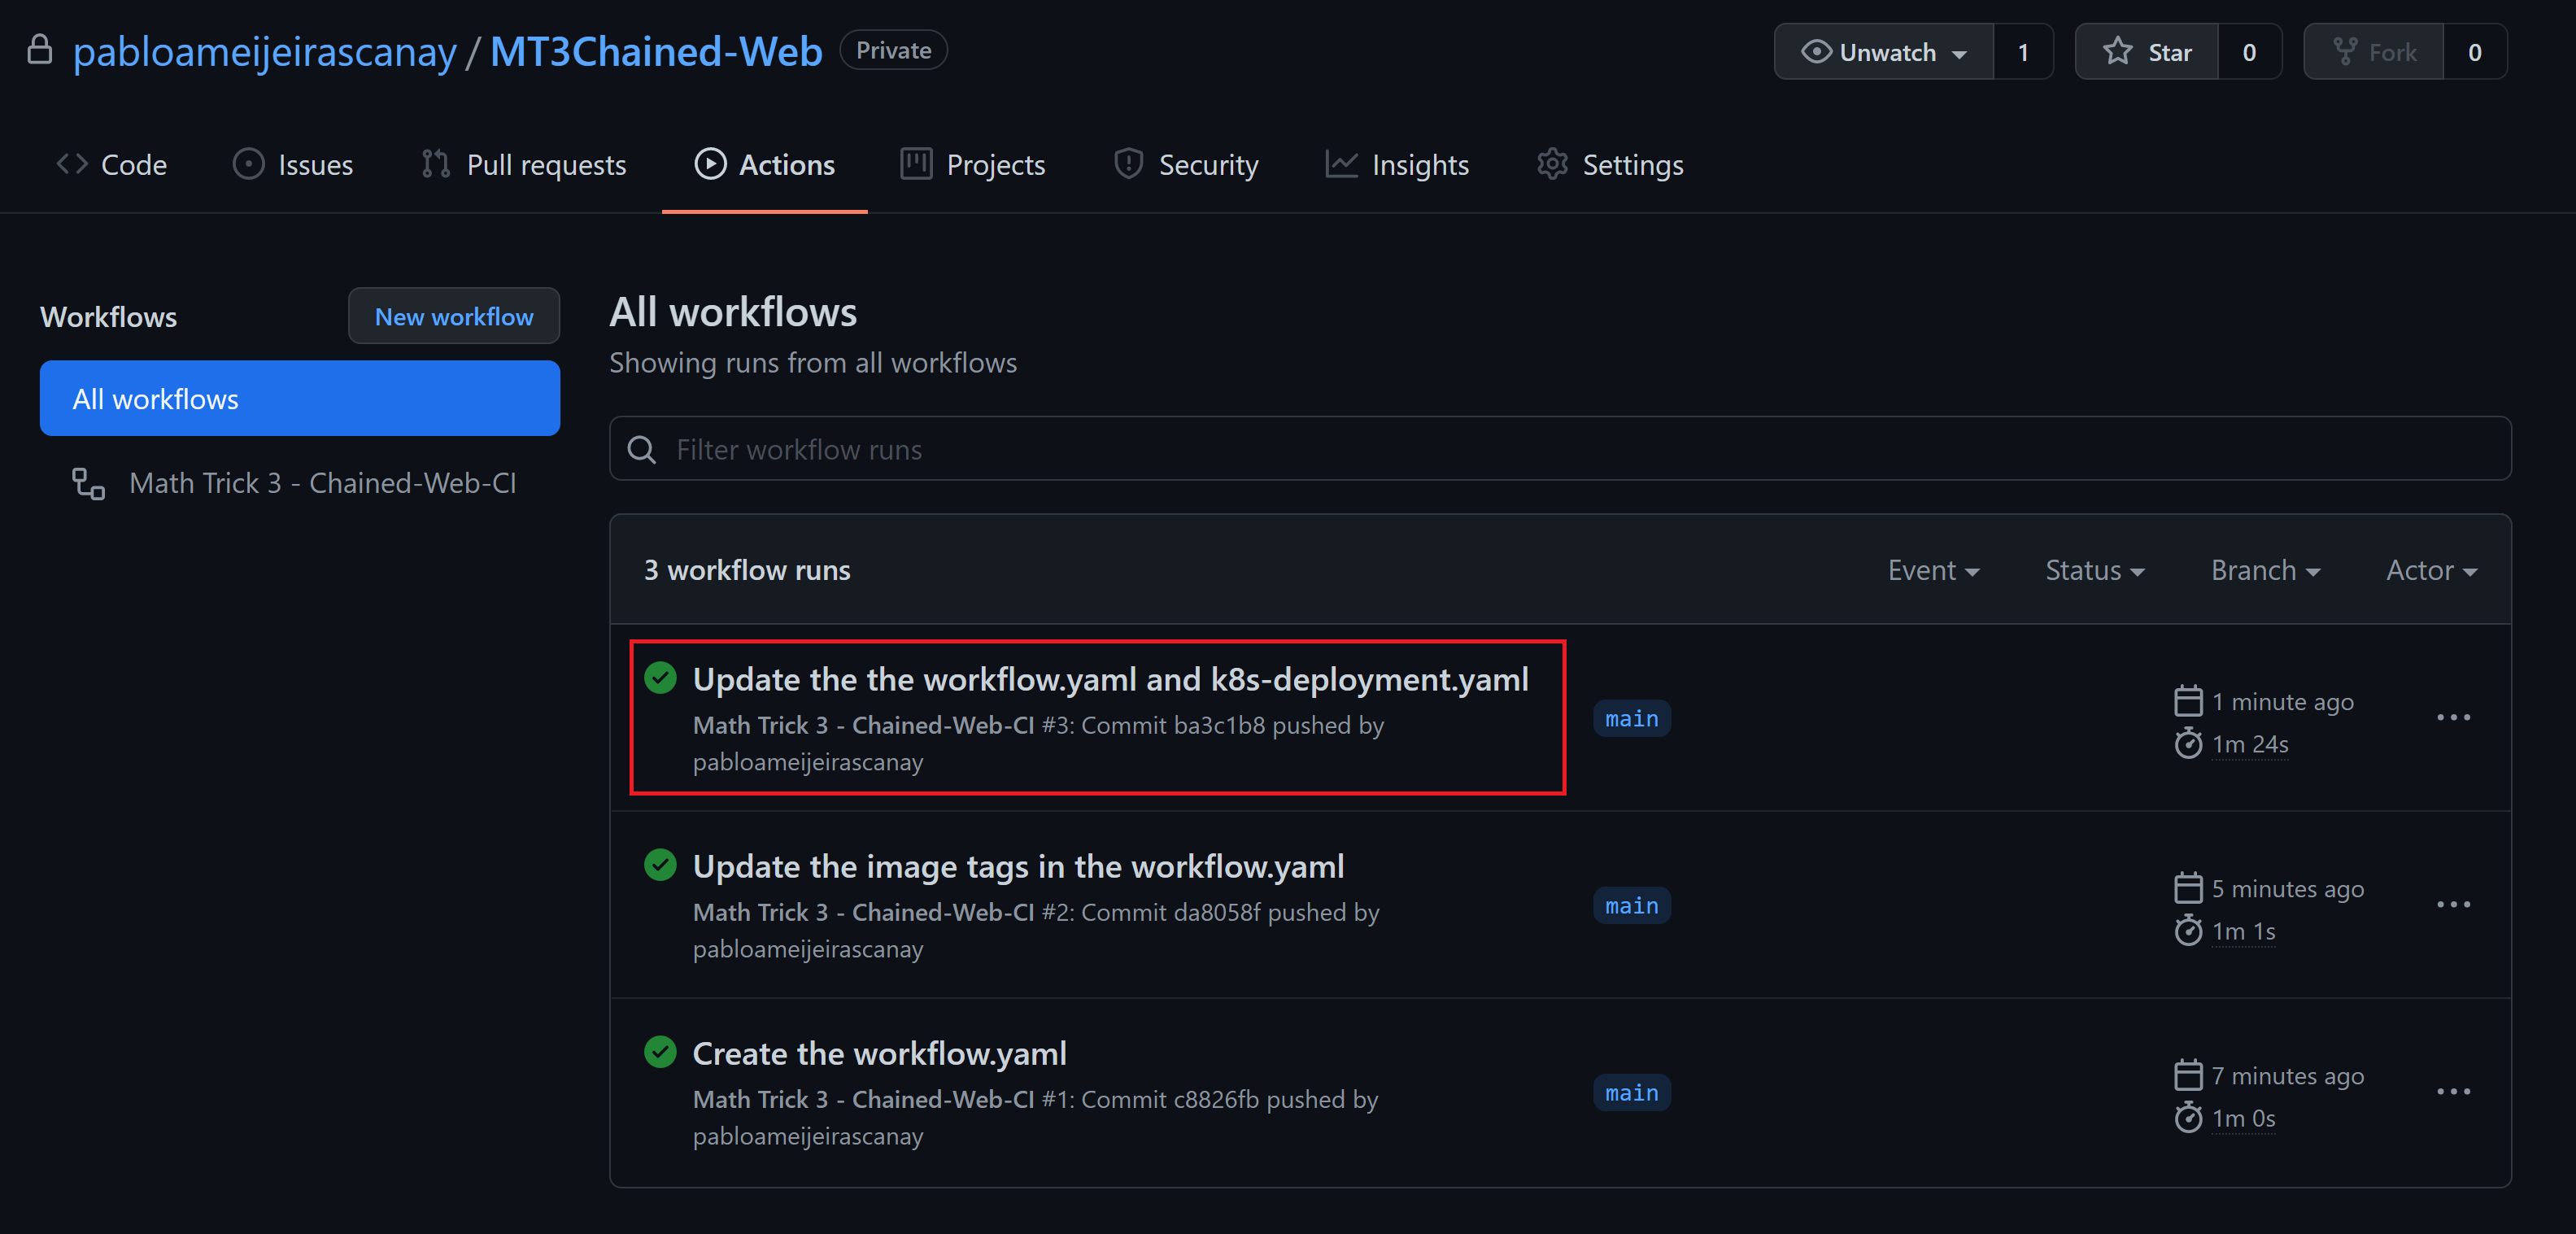 pabloameijeirascanay / MT3Chained-Web Private Unwatch 1 Star 0 Fork 0
Code Issues Pull requests Actions Projects Security Insights Settings
Workflows New workflow
All workflows
Math Trick 3 - Chained-Web-CI
All workflows
Showing runs from all workflows
Filter workflow runs
3 workflow runs Event Status Branch Actor
Update the the workflow.yaml and k8s-deployment.yaml
Math Trick 3 - Chained-Web-CI #3: Commit ba3c1b8 pushed by
pabloameijeirascanay
main
1 minute ago
1m 24s
Update the image tags in the workflow.yaml
Math Trick 3 - Chained-Web-CI #2: Commit da8058f pushed by
pabloameijeirascanay
main
5 minutes ago
1m 1s
Create the workflow.yaml
Math Trick 3 - Chained-Web-CI #1: Commit c8826fb pushed by
pabloameijeirascanay
main
7 minutes ago
1m 0s